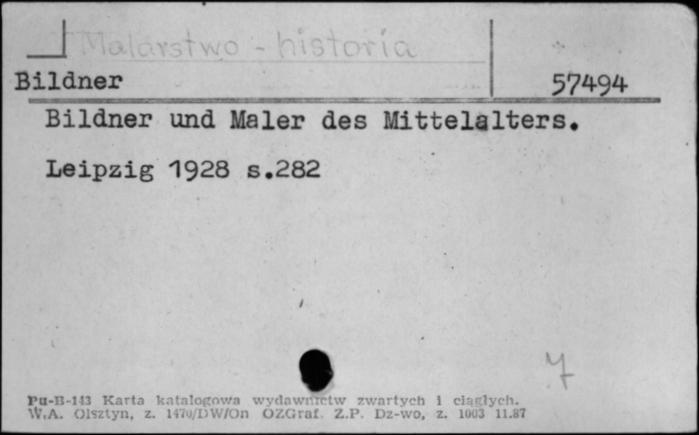 Malarstwo - historia
Bildner 57494
Bildner und Maler des Mittelalters.
Leipzig 1928 s.282
7
Pu-B-143 Karta katalogowa wydawnictw zwartych i ciągłych.
W.A. Olsztyn, z. 1470/DW/On OZGraf. Z.P. Dz-wo, z. 1003 11.87